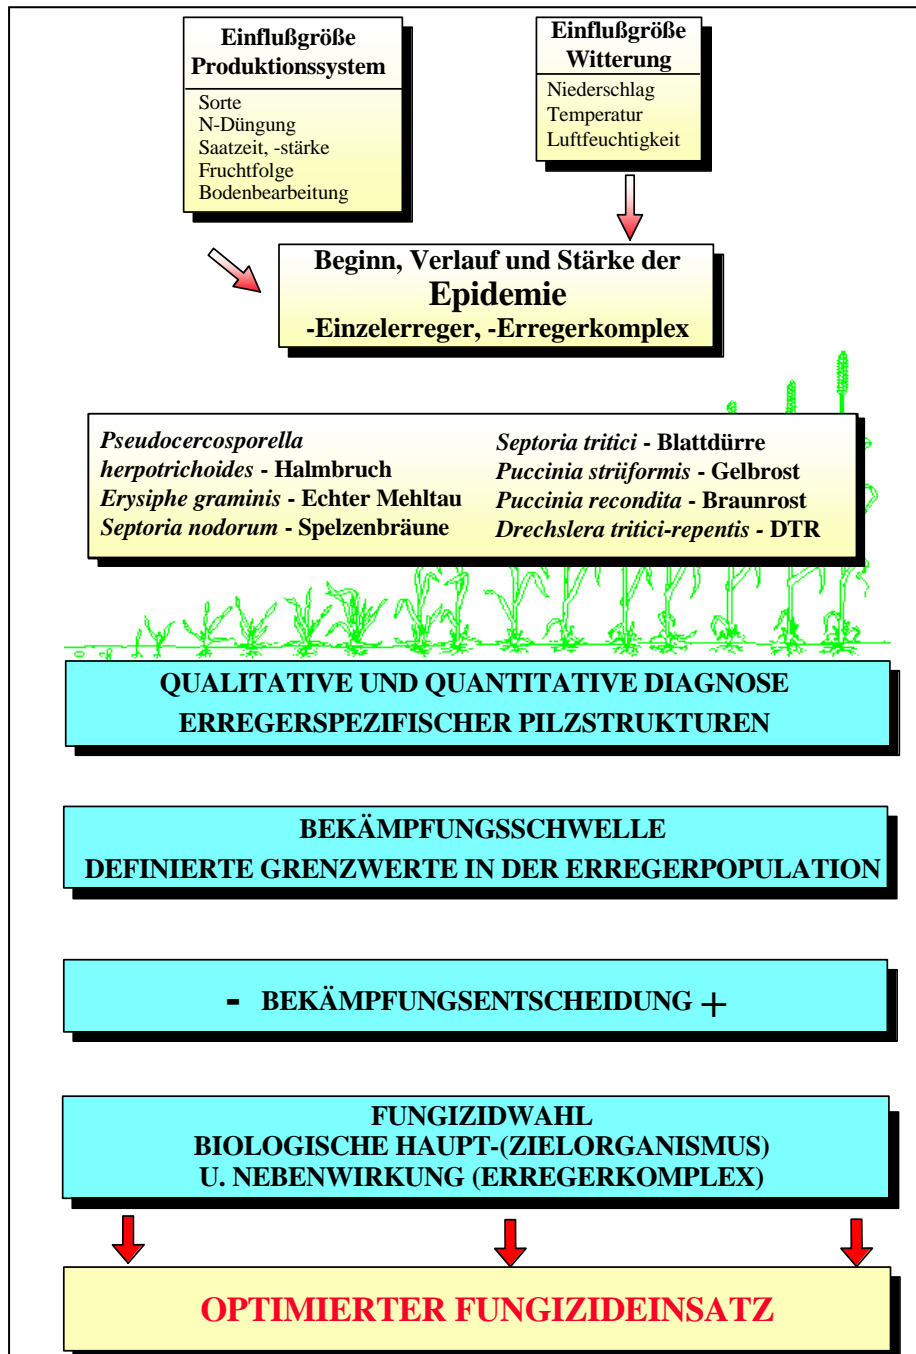 Einflußgröße
Produktionssystem
Sorte
N-Düngung
Saatzeit, -stärke
Fruchtfolge
Bodenbearbeitung
Einflußgröße
Witterung
Niederschlag
Temperatur
Luftfeuchtigkeit
Beginn, Verlauf und Stärke der
Epidemie
-Einzelerreger, -Erregerkomplex
Pseudocercosporella
herpotrichoides - Halmbruch
Erysiphe graminis - Echter Mehltau
Septoria nodorum - Spelzenbräune
Septoria tritici - Blattdürre
Puccinia striiformis - Gelbrost
Puccinia recondita - Braunrost
Drechslera tritici-repentis - DTR
QUALITATIVE UND QUANTITATIVE DIAGNOSE
ERREGERSPEZIFISCHER PILZSTRUKTUREN
BEKÄMPFUNGSSCHWELLE
DEFINIERTE GRENZWERTE IN DER ERREGERPOPULATION
- BEKÄMPFUNGSENTSCHEIDUNG +
FUNGIZIDWAHL
BIOLOGISCHE HAUPT-(ZIELORGANISMUS)
U. NEBENWIRKUNG (ERREGERKOMPLEX)
OPTIMIERTER FUNGIZIDEINSATZ